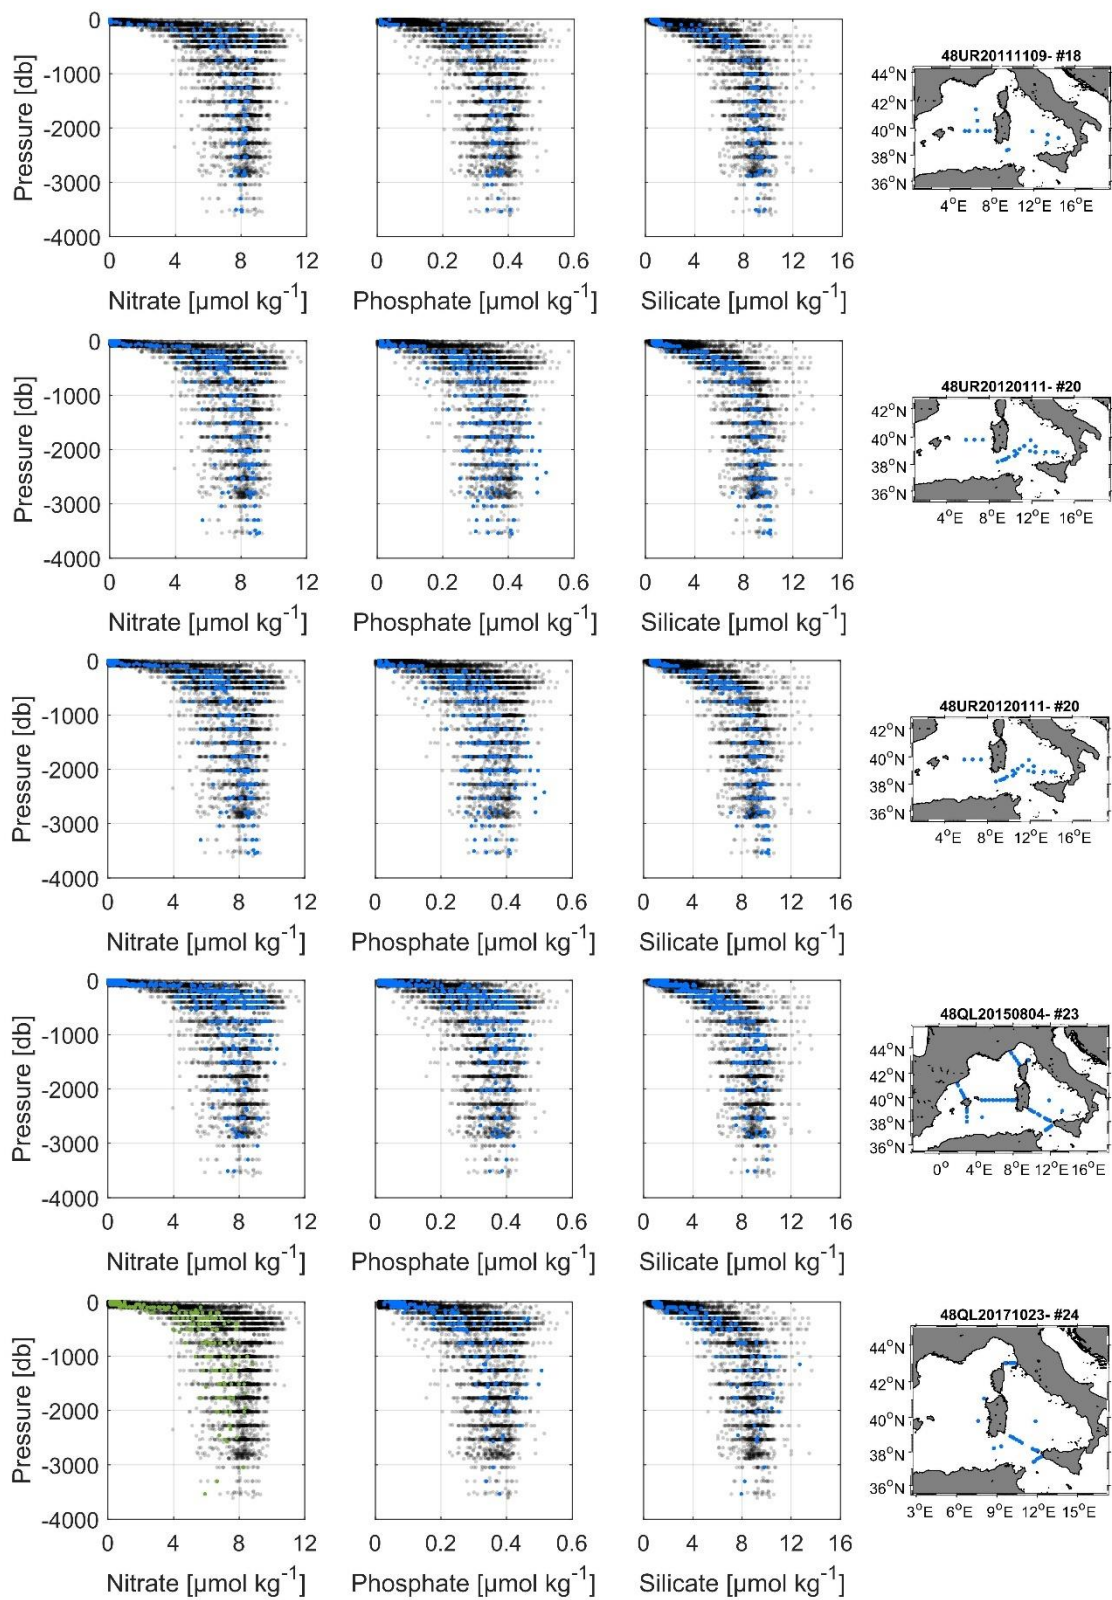 0
-1000
-2000
-3000
-4000
Pressure [db]
0 4 8 12
Nitrate [µmol kg⁻¹]
0 0.2 0.4 0.6
Phosphate [µmol kg⁻¹]
0 4 8 12 16
Silicate [µmol kg⁻¹]
48UR20111109- #18
44°N
42°N
40°N
38°N
36°N
4°E 8°E 12°E 16°E
0
-1000
-2000
-3000
-4000
Pressure [db]
0 4 8 12
Nitrate [µmol kg⁻¹]
0 0.2 0.4 0.6
Phosphate [µmol kg⁻¹]
0 4 8 12 16
Silicate [µmol kg⁻¹]
48UR20120111- #20
42°N
40°N
38°N
36°N
4°E 8°E 12°E 16°E
0
-1000
-2000
-3000
-4000
Pressure [db]
0 4 8 12
Nitrate [µmol kg⁻¹]
0 0.2 0.4 0.6
Phosphate [µmol kg⁻¹]
0 4 8 12 16
Silicate [µmol kg⁻¹]
48UR20120111- #20
42°N
40°N
38°N
36°N
4°E 8°E 12°E 16°E
0
-1000
-2000
-3000
-4000
Pressure [db]
0 4 8 12
Nitrate [µmol kg⁻¹]
0 0.2 0.4 0.6
Phosphate [µmol kg⁻¹]
0 4 8 12 16
Silicate [µmol kg⁻¹]
48QL20150804- #23
44°N
42°N
40°N
38°N
36°N
0° 4°E 8°E 12°E 16°E
0
-1000
-2000
-3000
-4000
Pressure [db]
0 4 8 12
Nitrate [µmol kg⁻¹]
0 0.2 0.4 0.6
Phosphate [µmol kg⁻¹]
0 4 8 12 16
Silicate [µmol kg⁻¹]
48QL20171023- #24
44°N
42°N
40°N
38°N
36°N
3°E 6°E 9°E 12°E 15°E